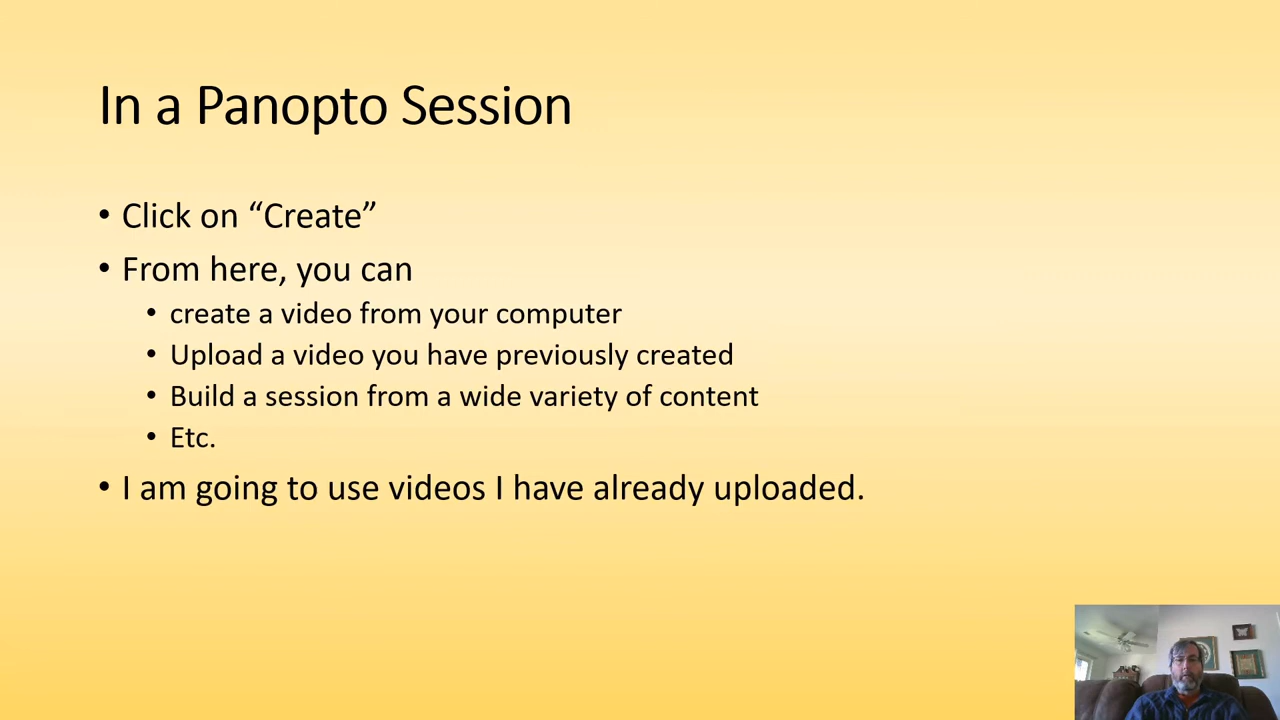 In a Panopto Session
• Click on “Create”
• From here, you can
• create a video from your computer
• Upload a video you have previously created
• Build a session from a wide variety of content
• Etc.
• I am going to use videos I have already uploaded.